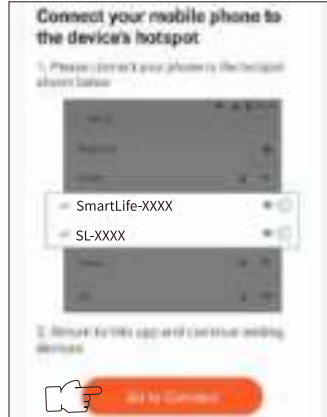 Connect your mobile phone to
the device's hotspot
1. Please connect your phone to the hotspot
shown below
SmartLife-XXXX
SL-XXXX
2. Return to this app and continue adding
devices
Go to Connect